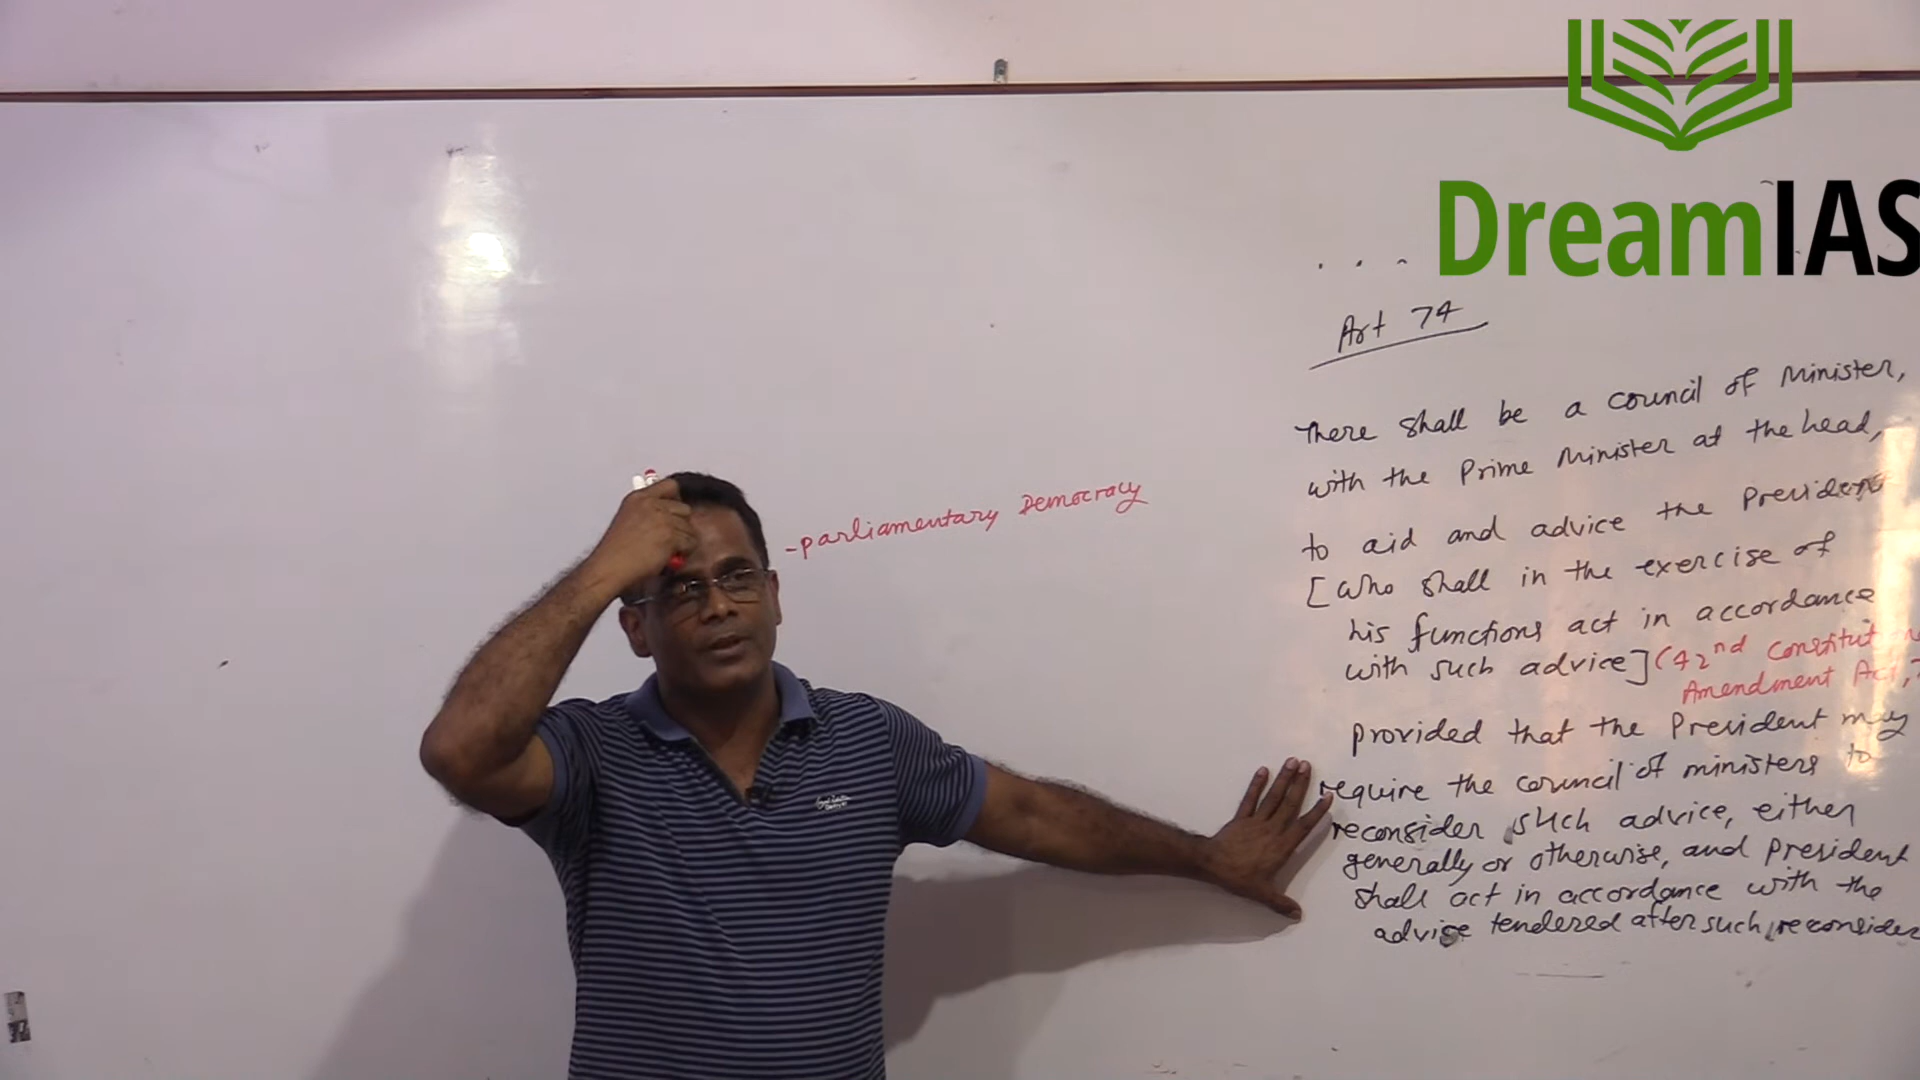 DreamIAS
Art 74
There shall be a council of Minister,
with the Prime Minister at the head,
to aid and advice the President
[who shall in the exercise of
his functions act in accordance
with such advice] (42nd Constitut
Amendment Act,
provided that the President may
require the council of ministers to
reconsider such advice, either
generally or otherwise, and President
shall act in accordance with the
advice tendered after such reconsider
- parliamentary Democracy